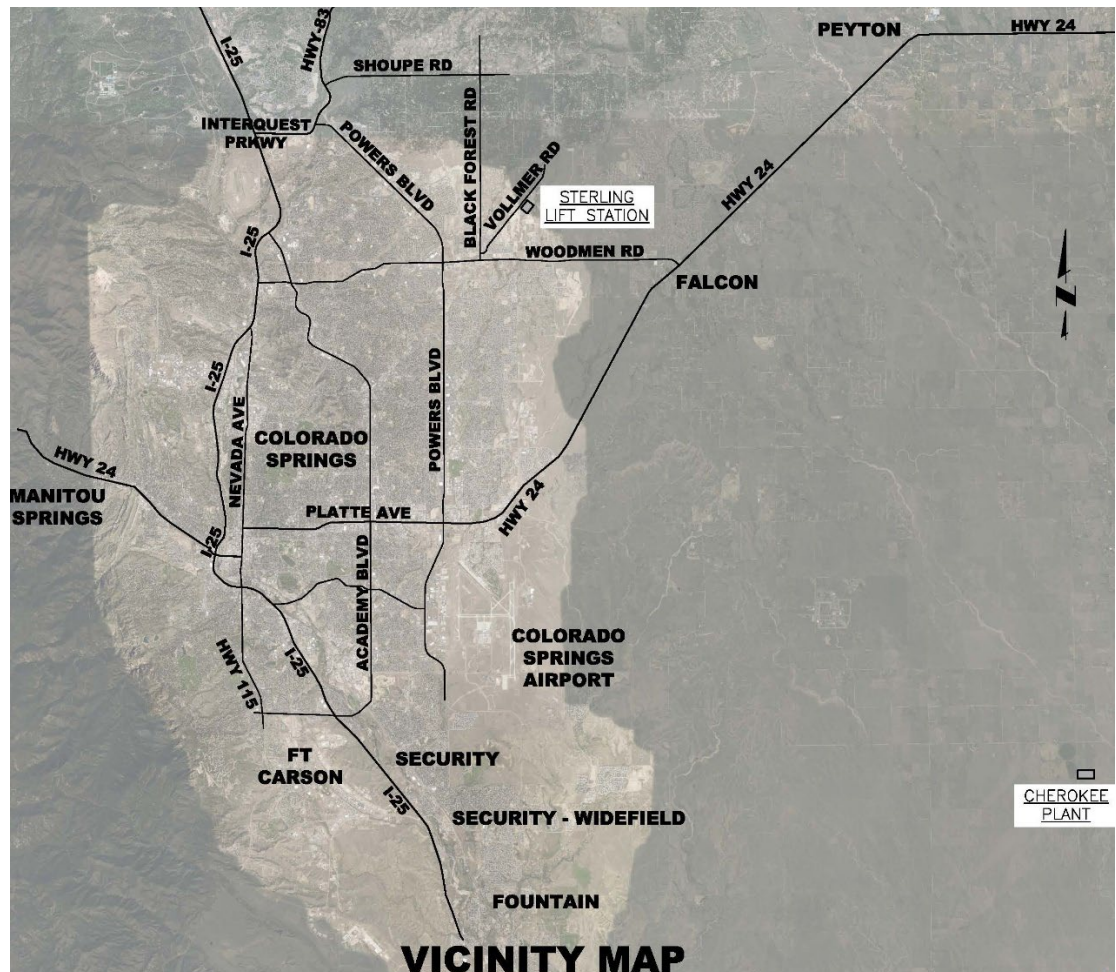 I-25
HWY-83
SHOUPE RD
PEYTON
HWY 24
INTERQUEST
PRKWY
POWERS BLVD
BLACK FOREST RD
VOLLMER RD
STERLING
LIFT STATION
HWY 24
I-25
WOODMEN RD
FALCON
N
I-25
NEVADA AVE
COLORADO
SPRINGS
POWERS BLVD
HWY 24
MANITOU
SPRINGS
PLATTE AVE
HWY 24
I-25
ACADEMY BLVD
COLORADO
SPRINGS
AIRPORT
HWY 115
I-25
FT
CARSON
SECURITY
I-25
SECURITY - WIDEFIELD
CHEROKEE
PLANT
FOUNTAIN
VICINITY MAP